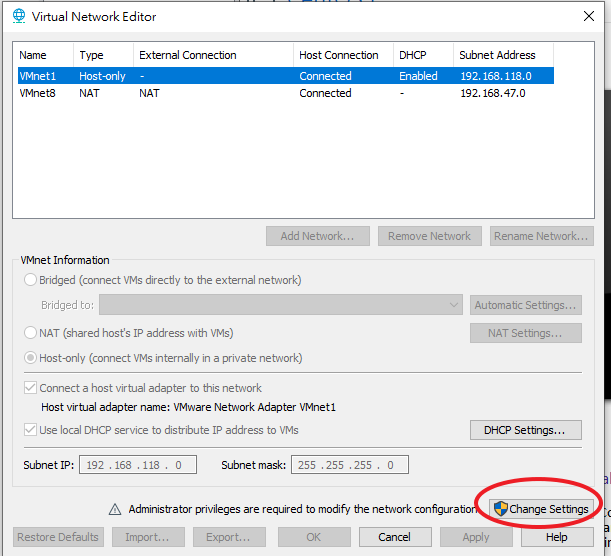 Virtual Network Editor
Name Type External Connection Host Connection DHCP Subnet Address
VMnet1 Host-only - Connected Enabled 192.168.118.0
VMnet8 NAT NAT Connected - 192.168.47.0
Add Network... Remove Network Rename Network...
VMnet Information
Bridged (connect VMs directly to the external network)
Bridged to: Automatic Settings...
NAT (shared host's IP address with VMs) NAT Settings...
Host-only (connect VMs internally in a private network)
Connect a host virtual adapter to this network
Host virtual adapter name: VMware Network Adapter VMnet1
Use local DHCP service to distribute IP address to VMs DHCP Settings...
Subnet IP: 192 . 168 . 118 . 0 Subnet mask: 255 . 255 . 255 . 0
Administrator privileges are required to modify the network configuration. Change Settings
Restore Defaults Import... Export... OK Cancel Apply Help